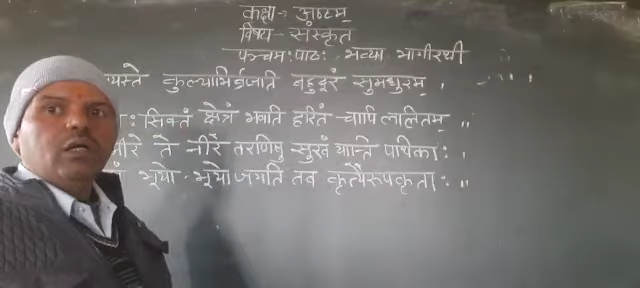 कक्षा - अष्टम
विषय - संस्कृत
पञ्चमः पाठः भव्या भागीरथी
कुल्याभिर्व्रजति बहुदूरं सुमधुरम् ,
सिक्तं क्षेत्रं भवति हरितं चापि ललितम् ,,
ते नीरे तरणिषु सुखं यान्ति पथिकाः ,
भूयो भूयो जगति तव कृत्यैरुपकृताः ,,